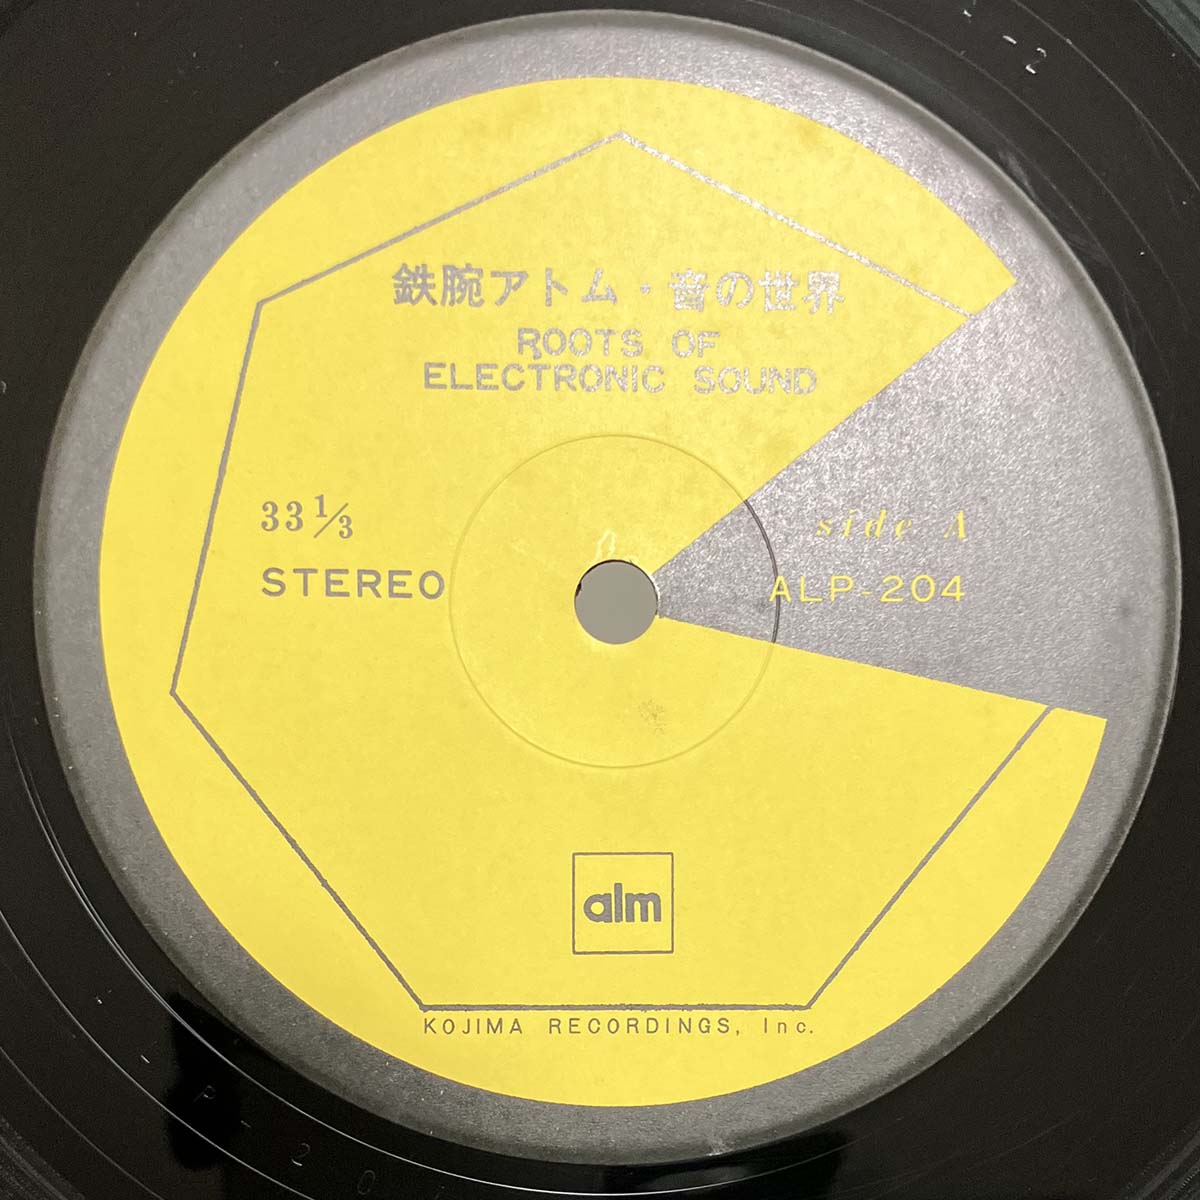 鉄腕アトム・音の世界
ROOTS OF
ELECTRONIC SOUND
33⅓
STEREO
side A
ALP-204
alm
KOJIMA RECORDINGS, Inc.